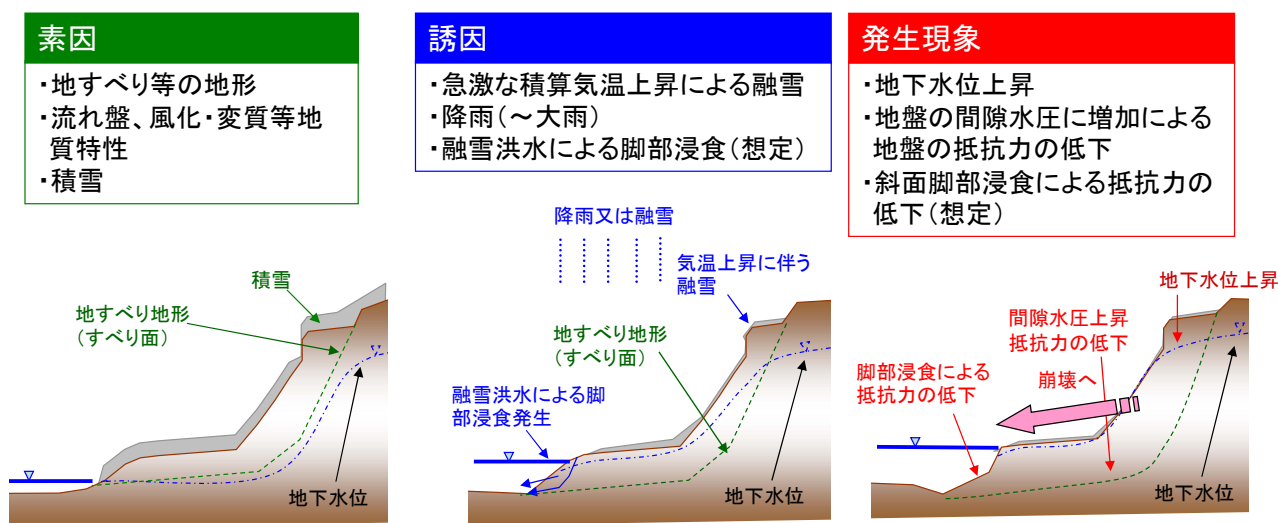 素因
・地すべり等の地形
・流れ盤、風化・変質等地
質特性
・積雪
誘因
・急激な積算気温上昇による融雪
・降雨(～大雨)
・融雪洪水による脚部浸食(想定)
発生現象
・地下水位上昇
・地盤の間隙水圧に増加による
地盤の抵抗力の低下
・斜面脚部浸食による抵抗力の
低下(想定)
積雪
地すべり地形
(すべり面)
地下水位
降雨又は融雪
気温上昇に伴う
融雪
地すべり地形
(すべり面)
融雪洪水による脚
部浸食発生
地下水位
地下水位上昇
間隙水圧上昇
抵抗力の低下
脚部浸食による
抵抗力の低下
崩壊へ
地下水位